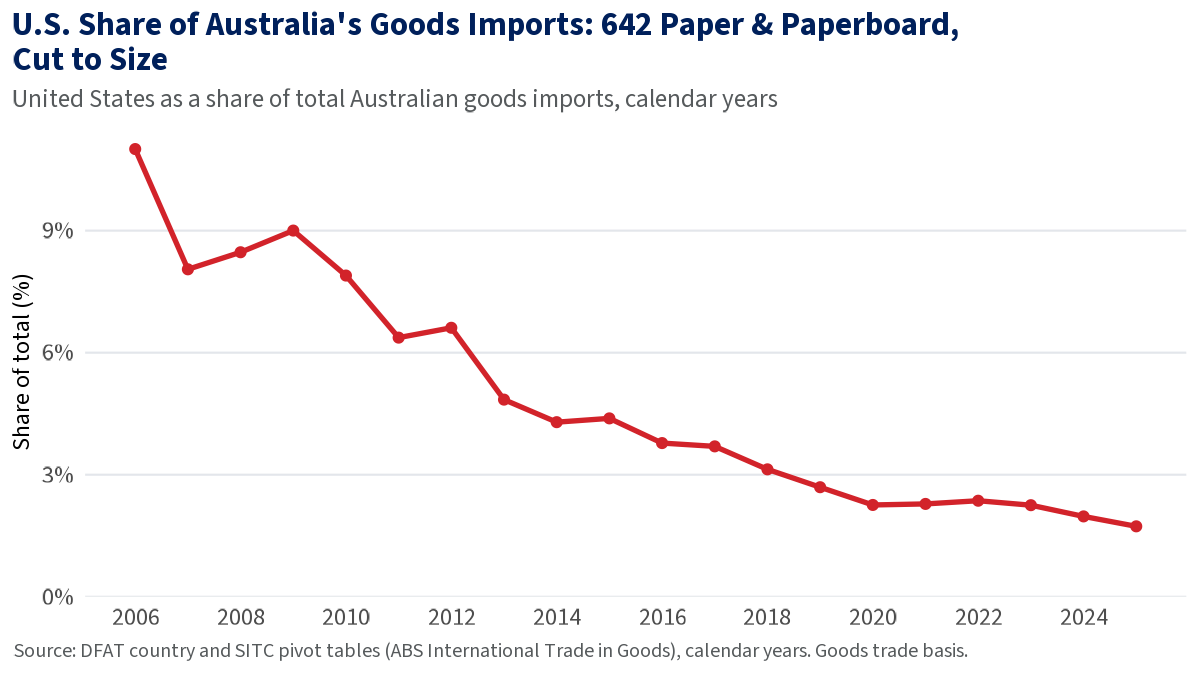 U.S. Share of Australia's Goods Imports: 642 Paper & Paperboard,
Cut to Size
United States as a share of total Australian goods imports, calendar years
Share of total (%)
9%
6%
3%
0%
2006 2008 2010 2012 2014 2016 2018 2020 2022 2024
Source: DFAT country and SITC pivot tables (ABS International Trade in Goods), calendar years. Goods trade basis.